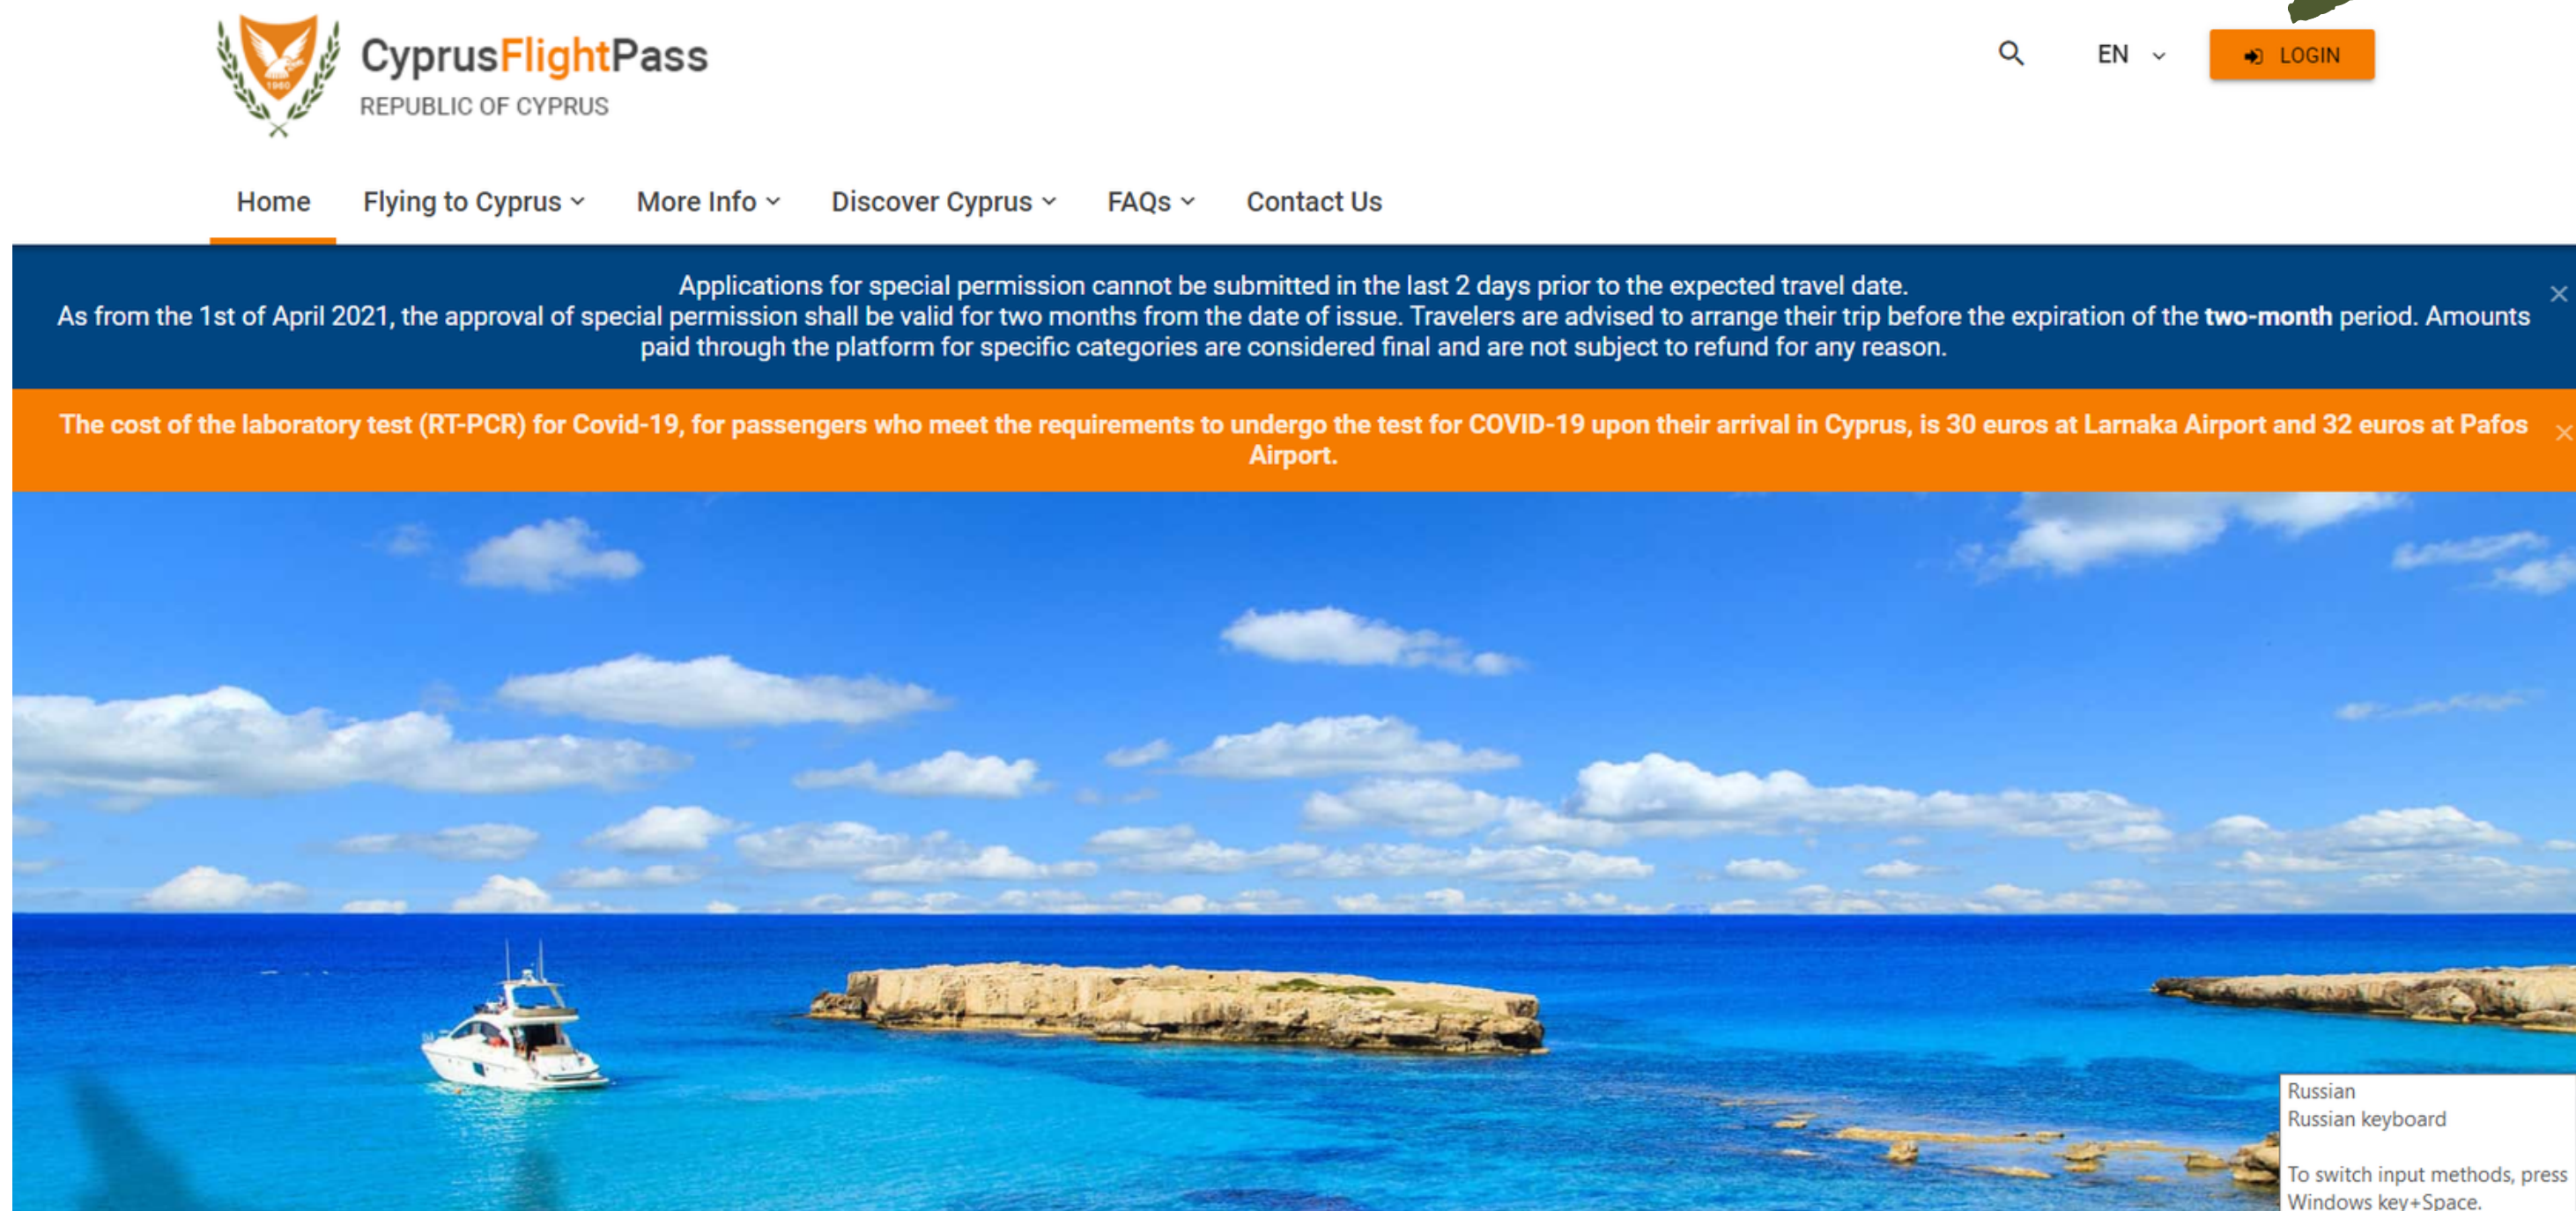 1960
CyprusFlightPass
REPUBLIC OF CYPRUS
EN
LOGIN
Home
Flying to Cyprus
More Info
Discover Cyprus
FAQs
Contact Us
Applications for special permission cannot be submitted in the last 2 days prior to the expected travel date.
As from the 1st of April 2021, the approval of special permission shall be valid for two months from the date of issue. Travelers are advised to arrange their trip before the expiration of the two-month period. Amounts
paid through the platform for specific categories are considered final and are not subject to refund for any reason.
The cost of the laboratory test (RT-PCR) for Covid-19, for passengers who meet the requirements to undergo the test for COVID-19 upon their arrival in Cyprus, is 30 euros at Larnaka Airport and 32 euros at Pafos
Airport.
Russian
Russian keyboard
To switch input methods, press
Windows key+Space.